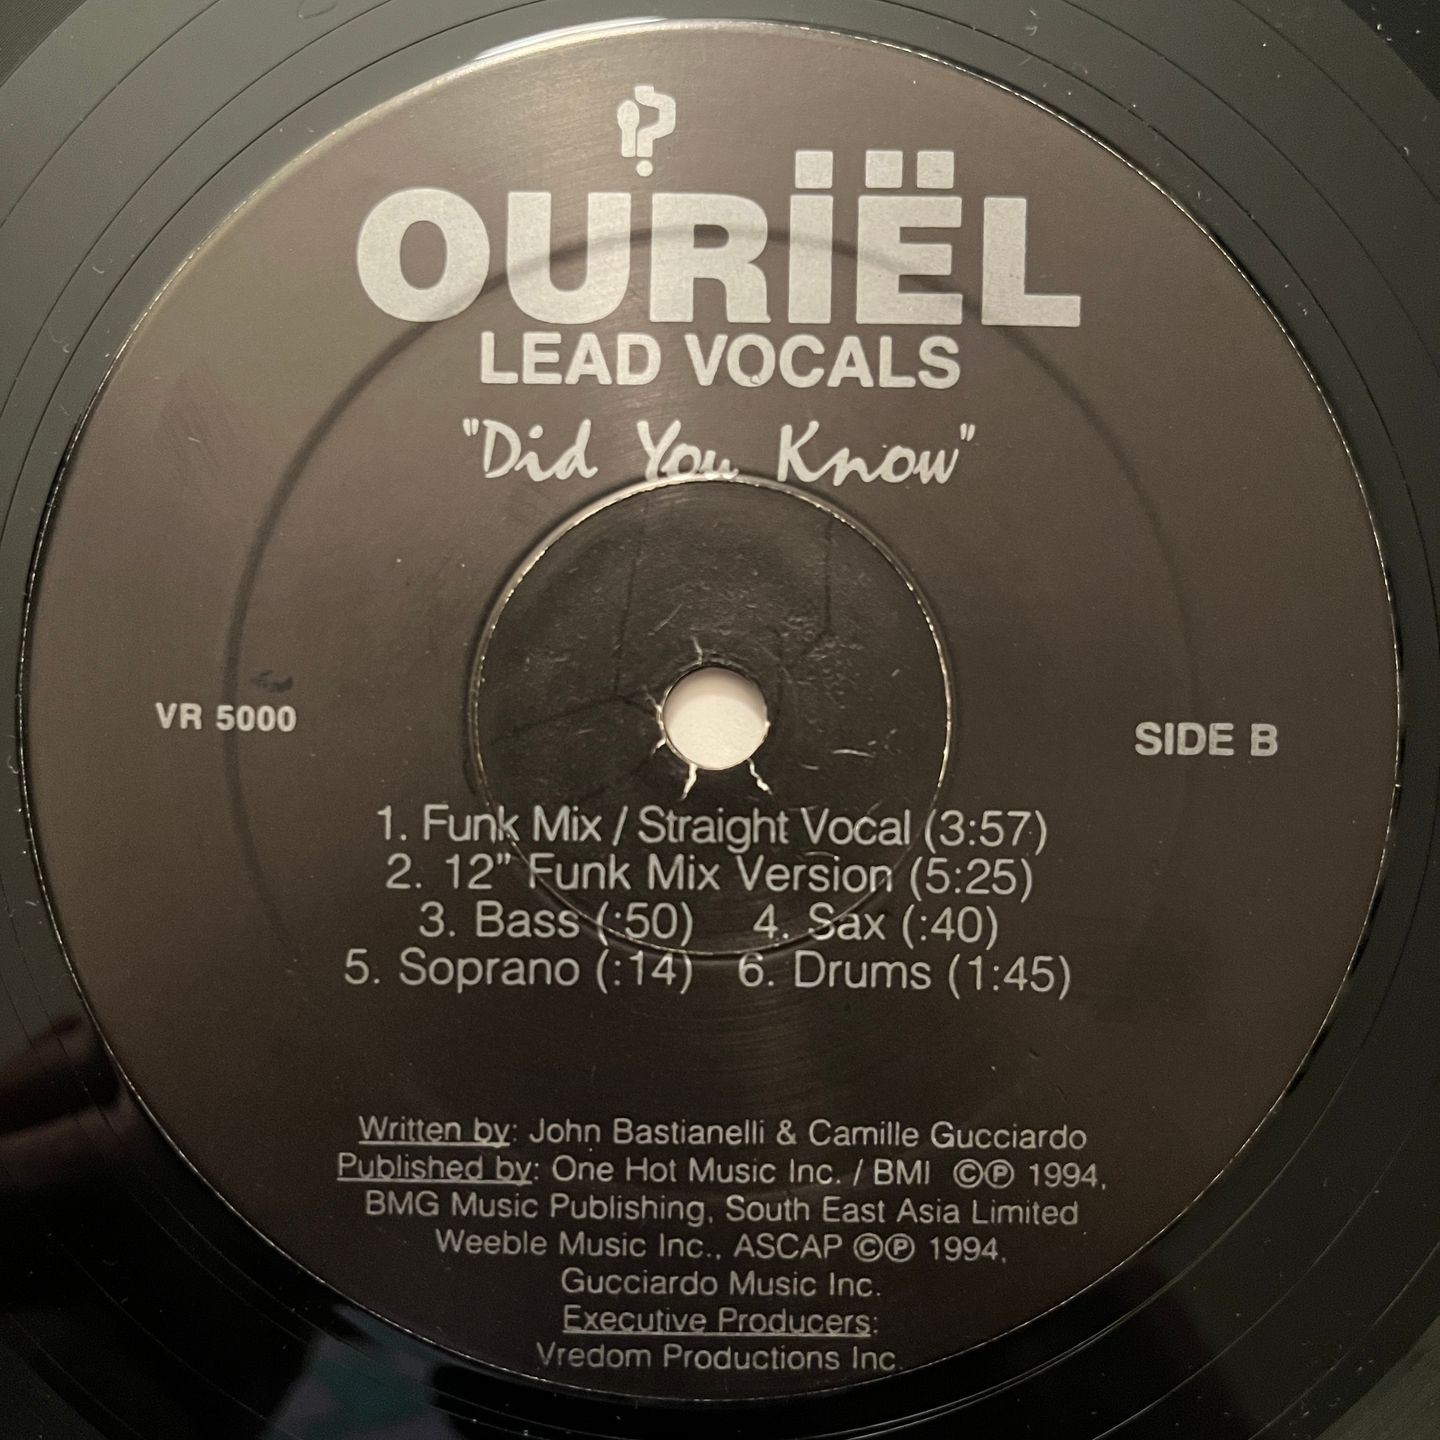 OURIËL
LEAD VOCALS
"Did You Know"
VR 5000
SIDE B
1. Funk Mix / Straight Vocal (3:57)
2. 12" Funk Mix Version (5:25)
3. Bass (:50) 4. Sax (:40)
5. Soprano (:14) 6. Drums (1:45)
Written by: John Bastianelli & Camille Gucciardo
Published by: One Hot Music Inc. / BMI ©℗ 1994,
BMG Music Publishing, South East Asia Limited
Weeble Music Inc., ASCAP ©℗ 1994,
Gucciardo Music Inc.
Executive Producers:
Vredom Productions Inc.